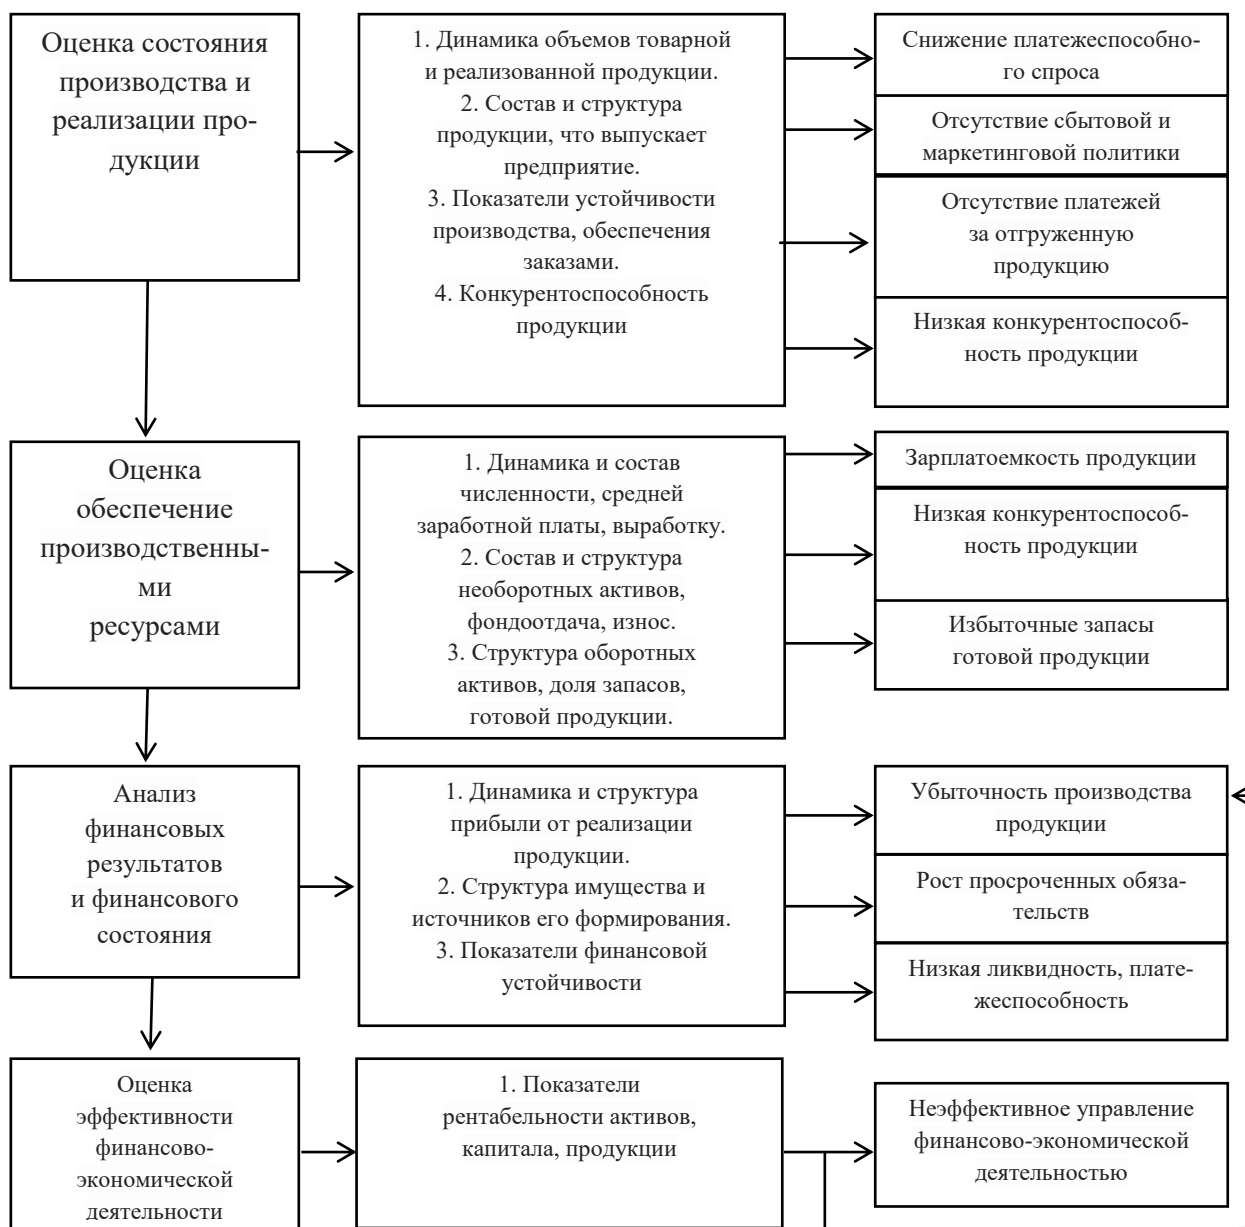 Оценка состояния
производства и
реализации про-
дукции
1. Динамика объемов товарной
и реализованной продукции.
2. Состав и структура
продукции, что выпускает
предприятие.
3. Показатели устойчивости
производства, обеспечения
заказами.
4. Конкурентоспособность
продукции
Снижение платежеспособно-
го спроса
Отсутствие сбытовой и
маркетинговой политики
Отсутствие платежей
за отгруженную
продукцию
Низкая конкурентоспособ-
ность продукции
Оценка
обеспечение
производственны-
ми
ресурсами
1. Динамика и состав
численности, средней
заработной платы, выработку.
2. Состав и структура
необоротных активов,
фондоотдача, износ.
3. Структура оборотных
активов, доля запасов,
готовой продукции.
Зарплатоемкость продукции
Низкая конкурентоспособ-
ность продукции
Избыточные запасы
готовой продукции
Анализ
финансовых
результатов
и финансового
состояния
1. Динамика и структура
прибыли от реализации
продукции.
2. Структура имущества и
источников его формирования.
3. Показатели финансовой
устойчивости
Убыточность производства
продукции
Рост просроченных обяза-
тельств
Низкая ликвидность, плате-
жеспособность
Оценка
эффективности
финансово-
экономической
деятельности
1. Показатели
рентабельности активов,
капитала, продукции
Неэффективное управление
финансово-экономической
деятельностью